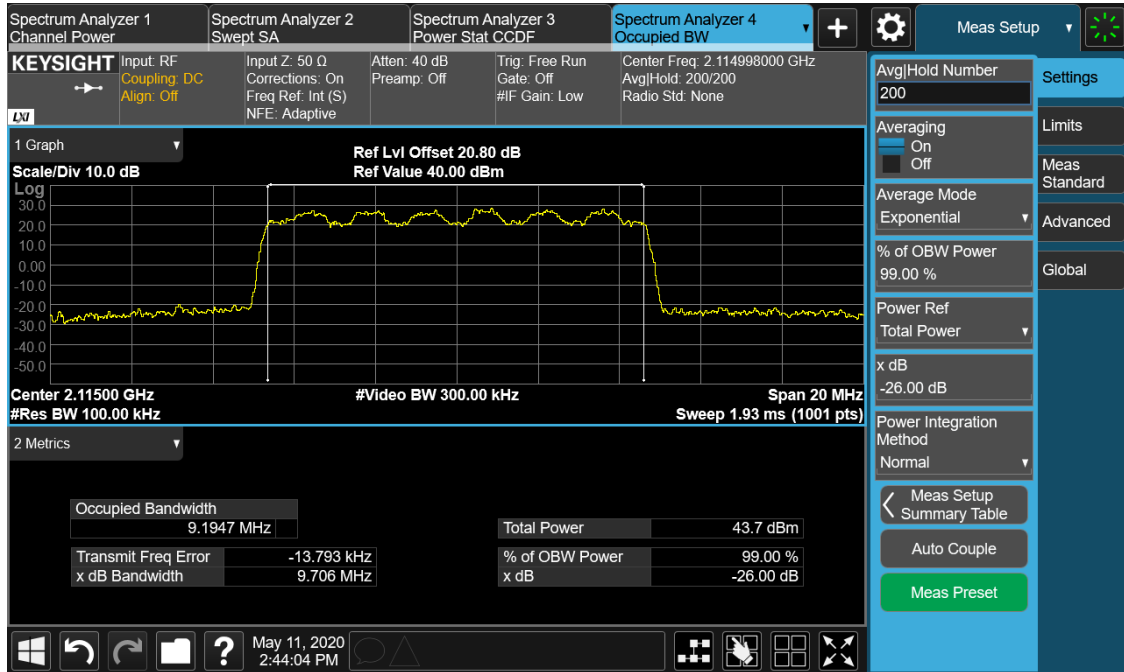 Spectrum Analyzer 1
Channel Power
Spectrum Analyzer 2
Swept SA
Spectrum Analyzer 3
Power Stat CCDF
Spectrum Analyzer 4
Occupied BW
Meas Setup
KEYSIGHT
LXI
Input: RF
Coupling: DC
Align: Off
Input Z: 50 Ω
Corrections: On
Freq Ref: Int (S)
NFE: Adaptive
Atten: 40 dB
Preamp: Off
Trig: Free Run
Gate: Off
#IF Gain: Low
Center Freq: 2.114998000 GHz
Avg|Hold: 200/200
Radio Std: None
1 Graph
Scale/Div 10.0 dB
Ref Lvl Offset 20.80 dB
Ref Value 40.00 dBm
Log
30.0
20.0
10.0
0.00
-10.0
-20.0
-30.0
-40.0
-50.0
Center 2.11500 GHz
#Res BW 100.00 kHz
#Video BW 300.00 kHz
Span 20 MHz
Sweep 1.93 ms (1001 pts)
2 Metrics
Occupied Bandwidth
9.1947 MHz
Transmit Freq Error -13.793 kHz
x dB Bandwidth 9.706 MHz
Total Power 43.7 dBm
% of OBW Power 99.00 %
x dB -26.00 dB
Avg|Hold Number
200
Averaging
On
Off
Average Mode
Exponential
% of OBW Power
99.00 %
Power Ref
Total Power
x dB
-26.00 dB
Power Integration
Method
Normal
Meas Setup
Summary Table
Auto Couple
Meas Preset
Settings
Limits
Meas
Standard
Advanced
Global
?
May 11, 2020
2:44:04 PM